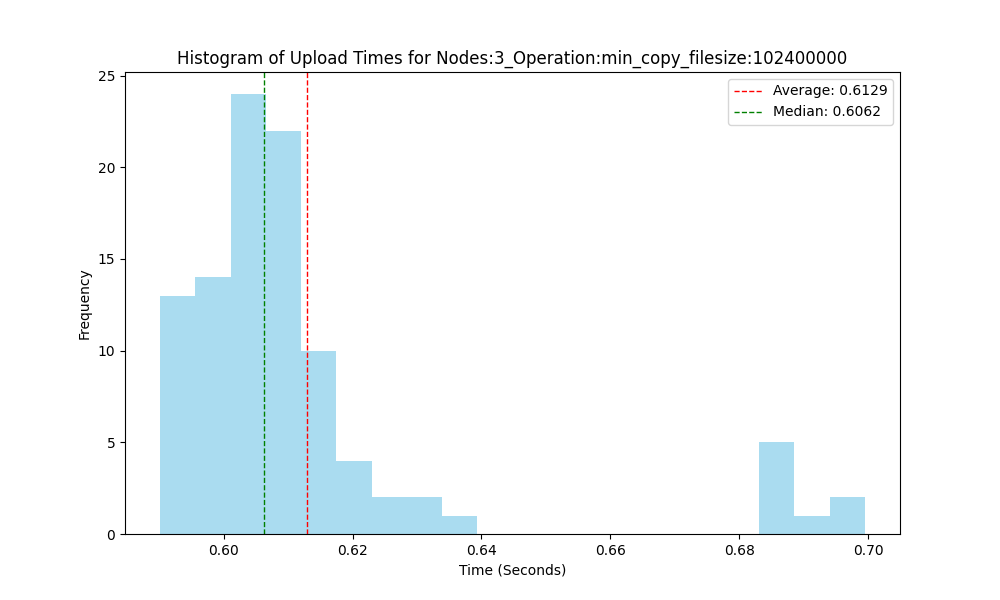 Histogram of Upload Times for Nodes:3_Operation:min_copy_filesize:102400000
Average: 0.6129
Median: 0.6062
Frequency
25
20
15
10
5
0
0.60
0.62
0.64
0.66
0.68
0.70
Time (Seconds)